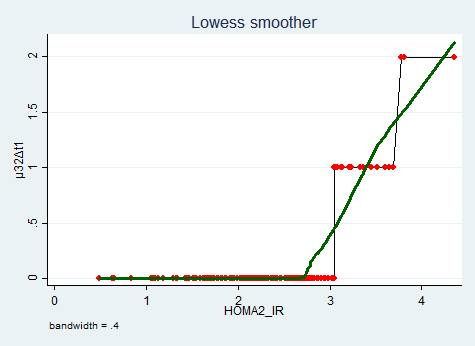 Lowess smoother
2
1.5
1
.5
0
μ32Δt1
0 1 2 3 4
HOMA2_IR
bandwidth = .4